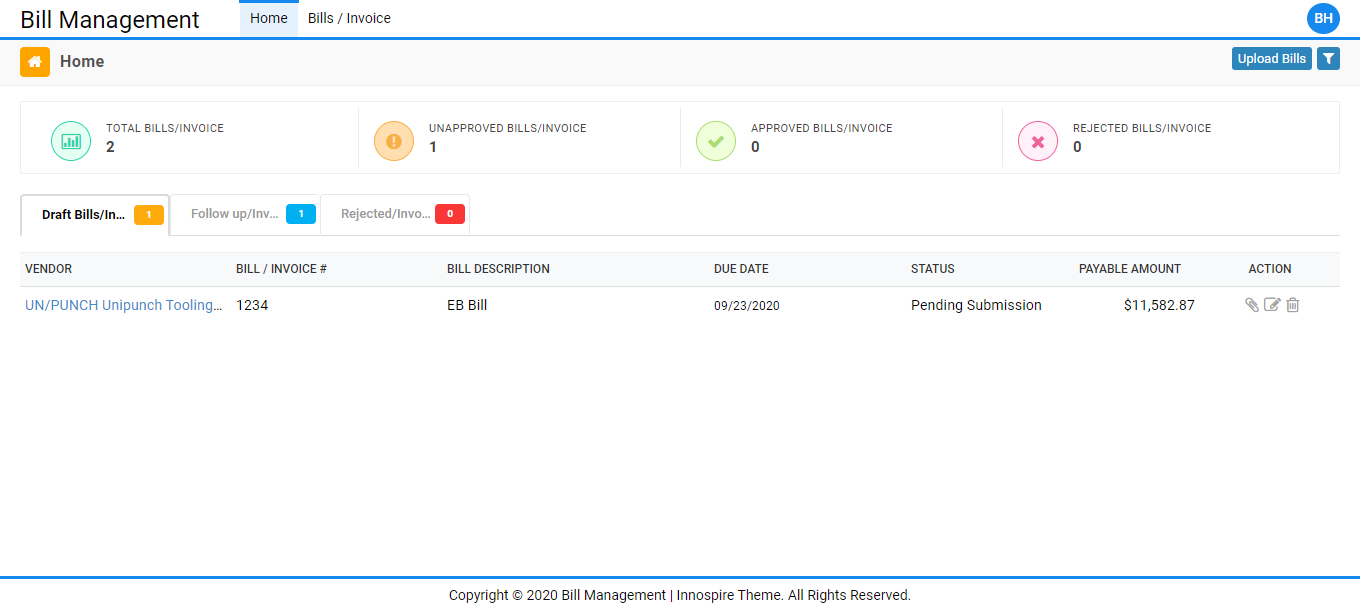 Bill Management Home Bills / Invoice BH
Home Upload Bills
TOTAL BILLS/INVOICE UNAPPROVED BILLS/INVOICE APPROVED BILLS/INVOICE REJECTED BILLS/INVOICE
2 1 0 0
Draft Bills/In... 1 Follow up/Inv... 1 Rejected/Invo... 0
VENDOR BILL / INVOICE # BILL DESCRIPTION DUE DATE STATUS PAYABLE AMOUNT ACTION
UN/PUNCH Unipunch Tooling... 1234 EB Bill 09/23/2020 Pending Submission $11,582.87
Copyright © 2020 Bill Management | Innospire Theme. All Rights Reserved.